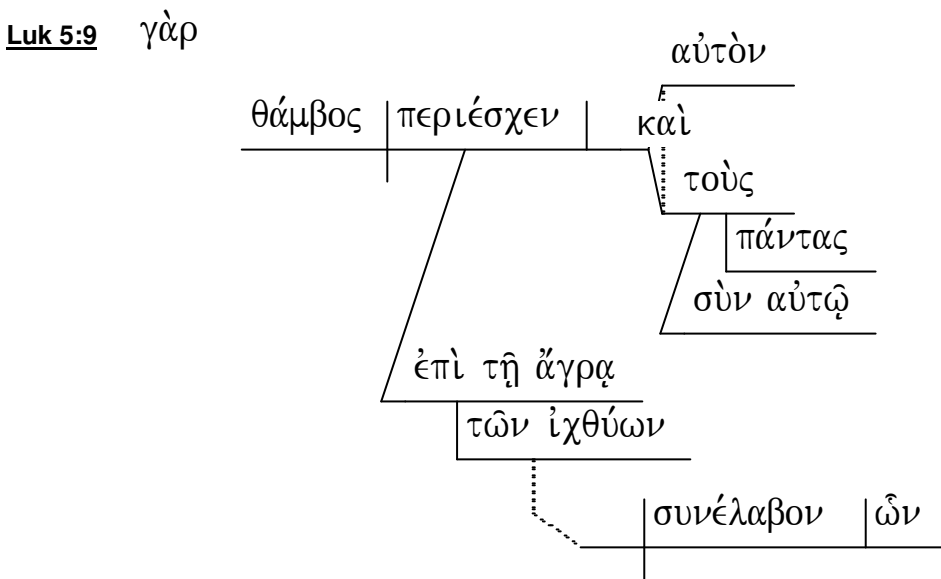 Luk 5:9 γὰρ
αὐτὸν
θάμβος περιέσχεν καὶ
τοὺς
πάντας
σὺν αὐτῷ
ἐπὶ τῇ ἄγρᾳ
τῶν ἰχθύων
συνέλαβον ὧν